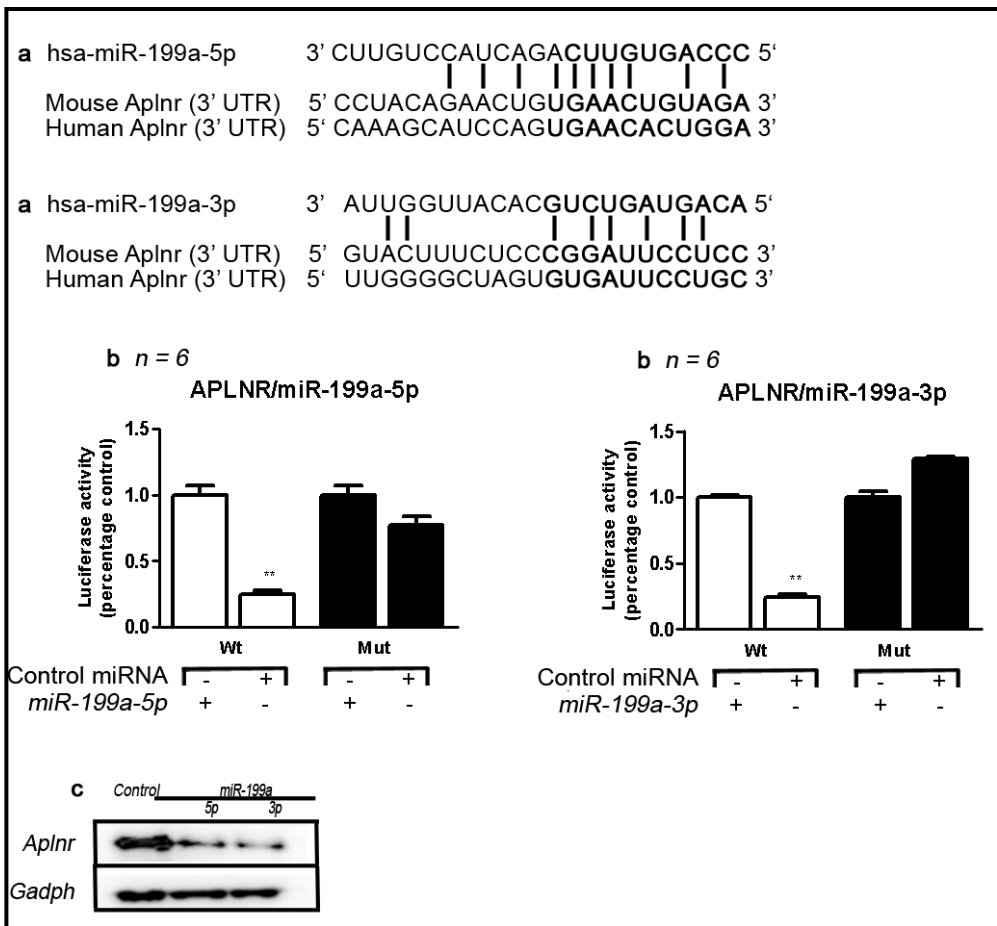 a hsa-miR-199a-5p 3' CUUGUCCAUCAGACUUGUGACCC 5‘
Mouse Aplnr (3’ UTR) 5‘ CCUACAGAACUGUGAACUGUAGA 3’
Human Aplnr (3’ UTR) 5‘ CAAAGCAUCCAGUGAACACUGGA 3’
a hsa-miR-199a-3p 3’ AUUGGUUACACGUCUGAUGACA 5‘
Mouse Aplnr (3’ UTR) 5‘ GUACUUUCUCCCGGAUUCCUCC 3’
Human Aplnr (3’ UTR) 5‘ UUGGGGCUAGUGUGAUUCCUGC 3’
b n = 6
APLNR/miR-199a-5p
Luciferase activity
(percentage control)
1.5
1.0
0.5
0.0
**
Wt Mut
Control miRNA - + - +
miR-199a-5p + - + -
b n = 6
APLNR/miR-199a-3p
Luciferase activity
(percentage control)
1.5
1.0
0.5
0.0
**
Wt Mut
Control miRNA - + - +
miR-199a-3p + - + -
c Control miR-199a
5p 3p
Aplnr
Gadph